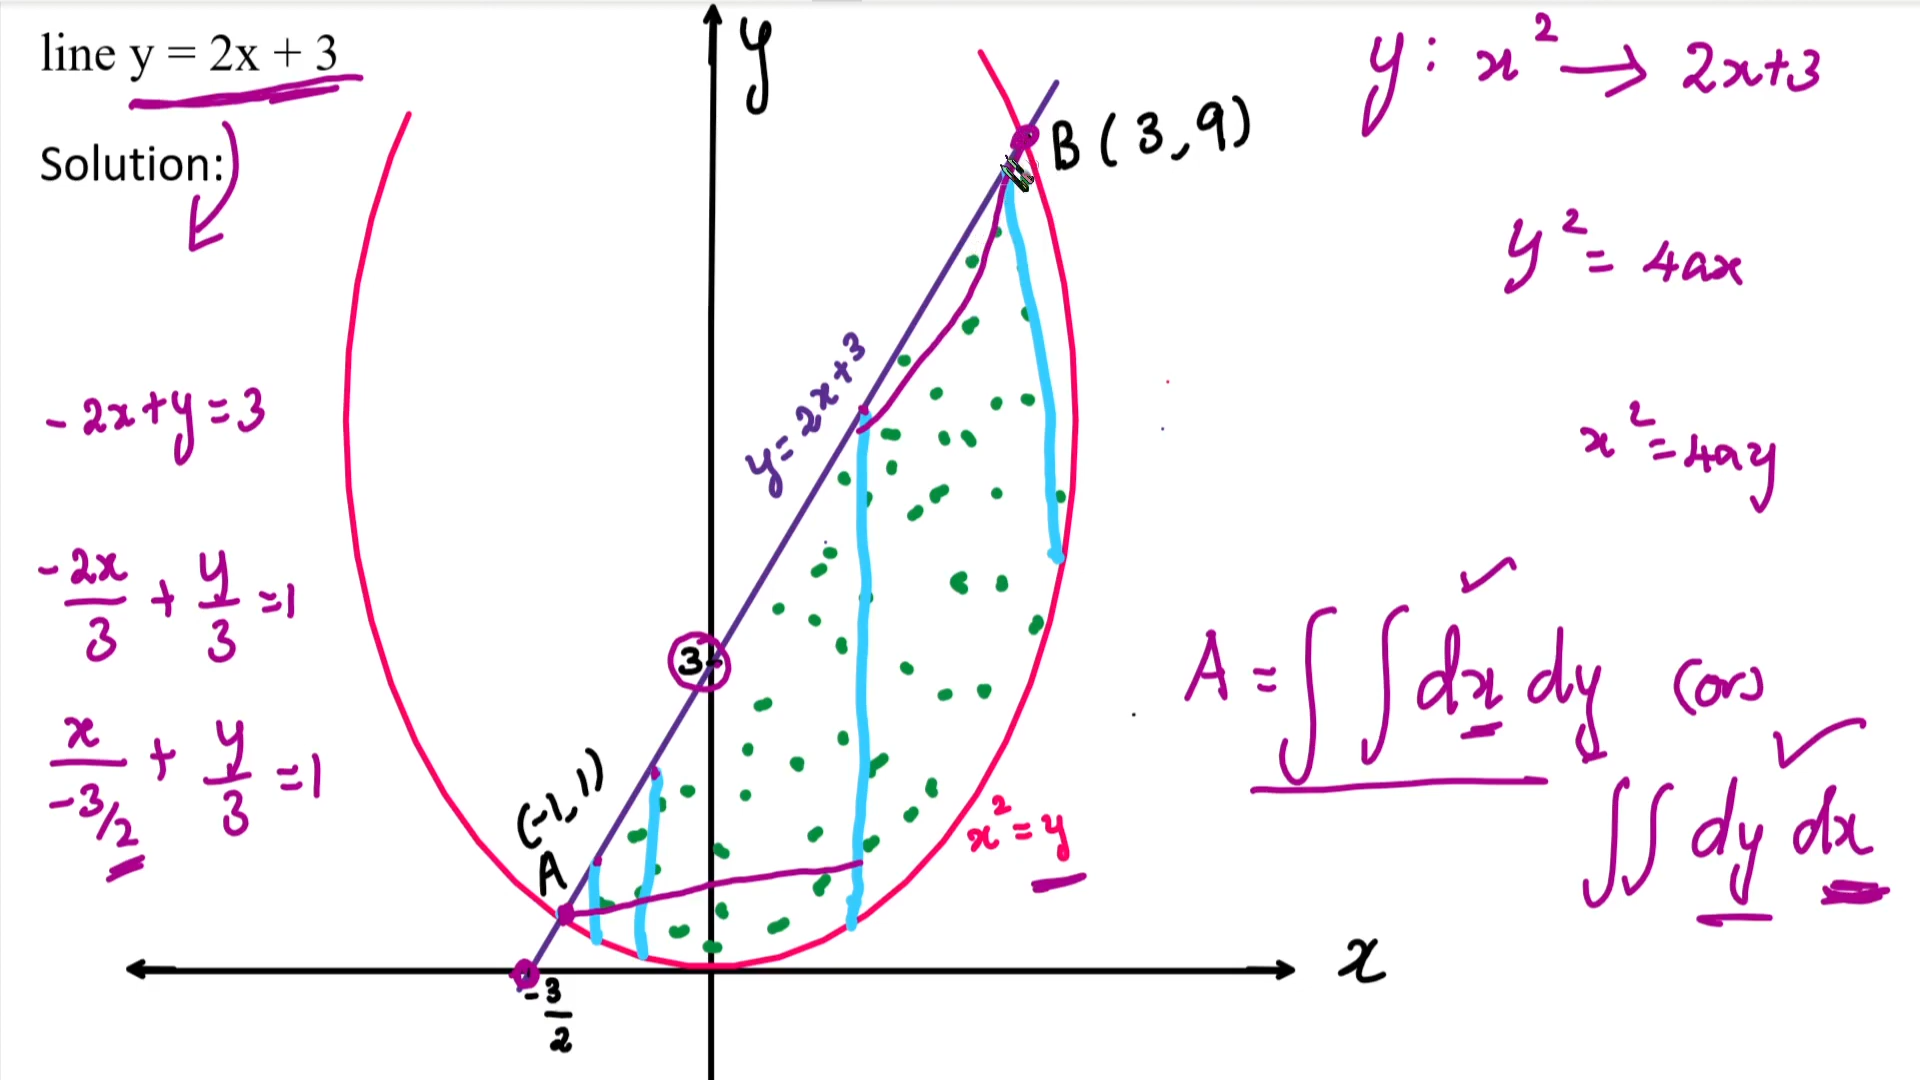 line y = 2x + 3
Solution:
-2x+y=3
-2x/3 + y/3 =1
x/-3/2 + y/3 =1
y
B (3,9)
y=2x+3
3
(-1,1)
A
x²=y
-3/2
x
y: x² → 2x+3
y² = 4ax
x² = 4ay
A = ∫∫ dx dy (or)
∫∫ dy dx